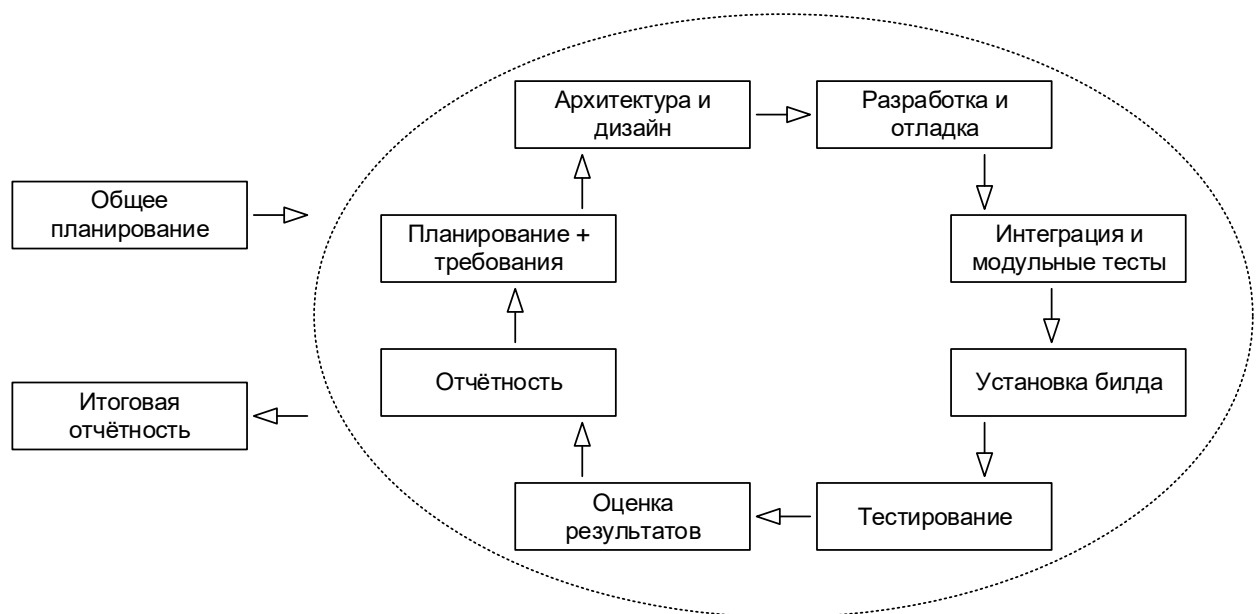 Архитектура и
дизайн
Разработка и
отладка
Общее
планирование
Планирование +
требования
Интеграция и
модульные тесты
Отчётность
Установка билда
Итоговая
отчётность
Оценка
результатов
Тестирование